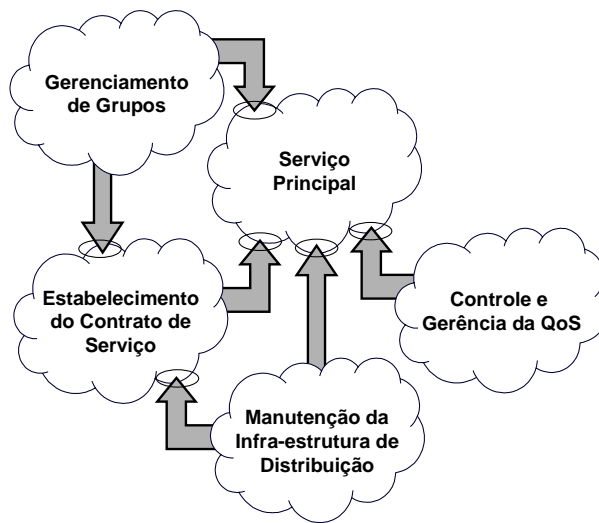 Gerenciamento
de Grupos
Serviço
Principal
Estabelecimento
do Contrato de
Serviço
Controle e
Gerência da QoS
Manutenção da
Infra-estrutura de
Distribuição